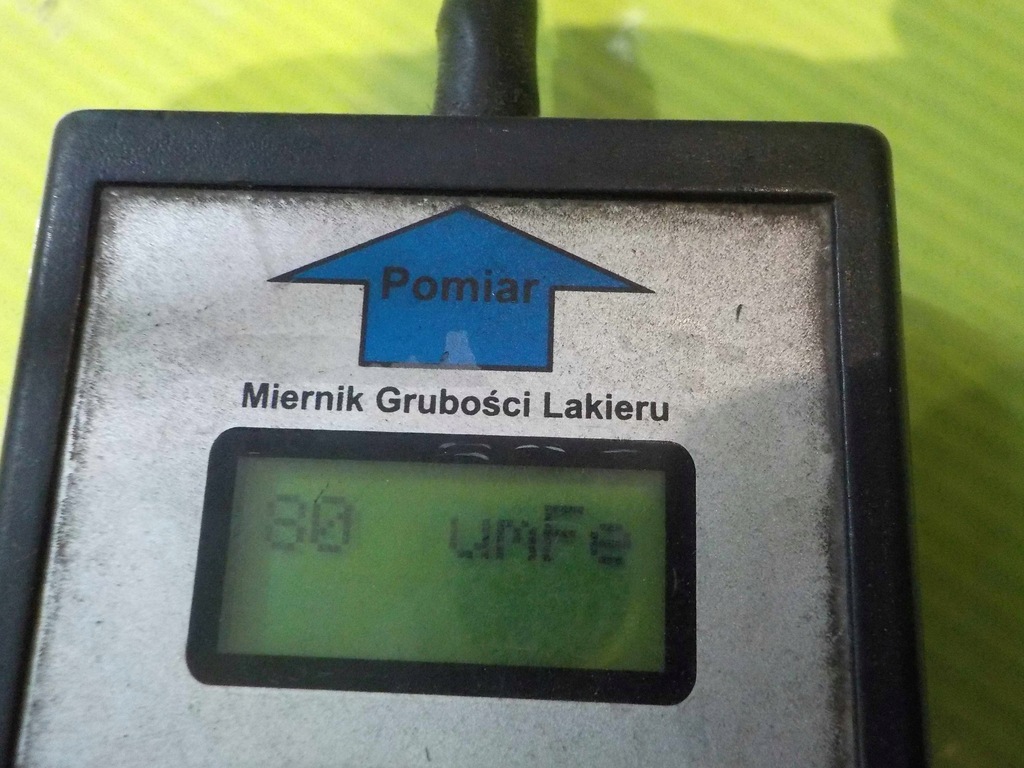 Pomiar
Miernik Grubości Lakieru
80 umFe